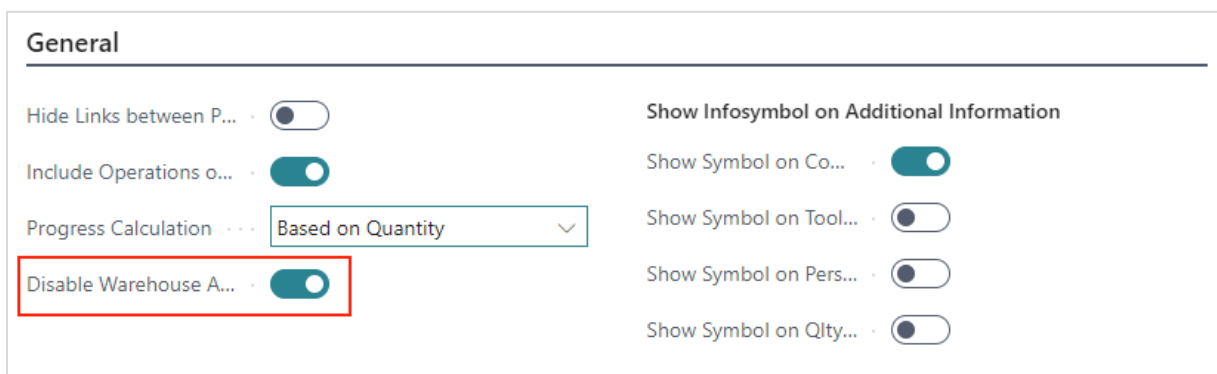 General
Hide Links between P...
Include Operations o...
Progress Calculation
Based on Quantity
Disable Warehouse A...
Show Infosymbol on Additional Information
Show Symbol on Co...
Show Symbol on Tool...
Show Symbol on Pers...
Show Symbol on Qlty...